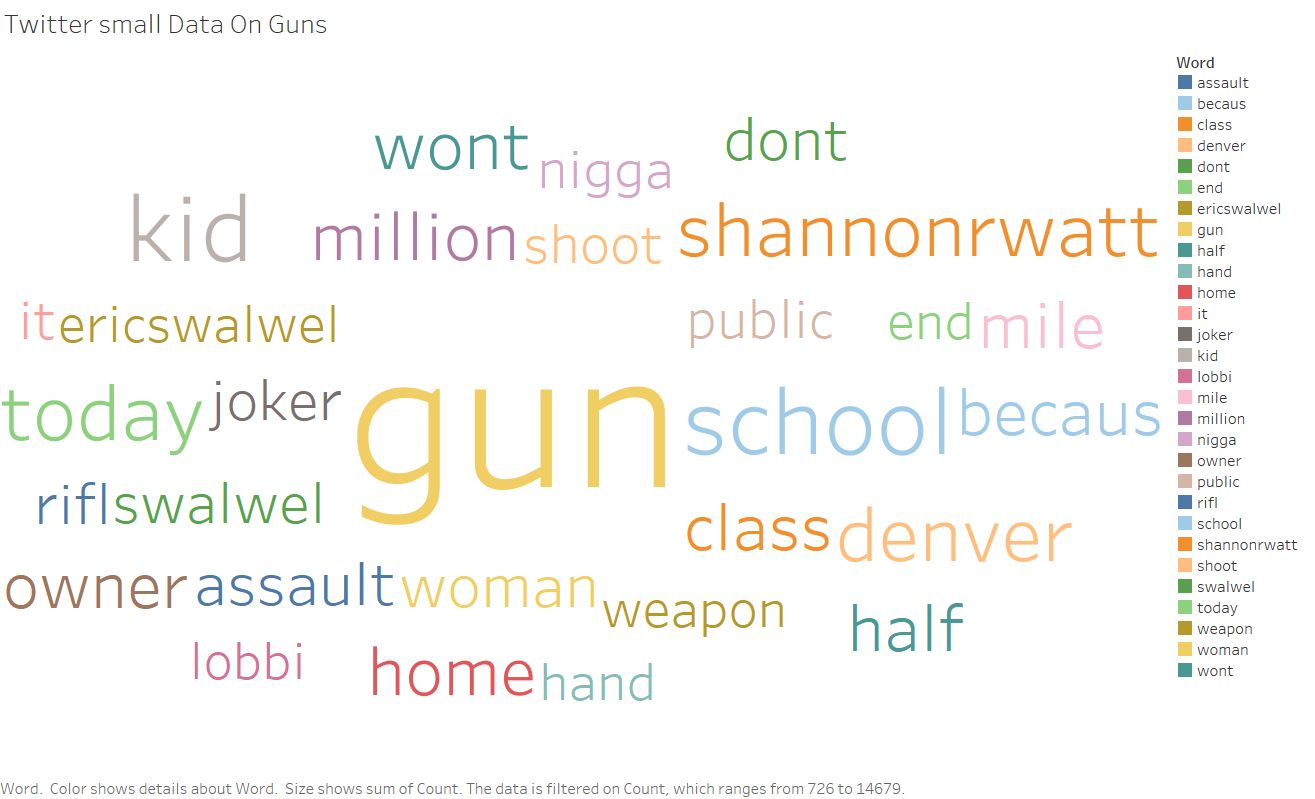 Twitter small Data On Guns
wont nigga dont
kid million shoot shannonrwatt
it ericswalwel public end mile
today joker gun school becaus
rifl swalwel class denver
owner assault woman weapon half
lobbi home hand
Word
assault
becaus
class
denver
dont
end
ericswalwel
gun
half
hand
home
it
joker
kid
lobbi
mile
million
nigga
owner
public
rifl
school
shannonrwatt
shoot
swalwel
today
weapon
woman
wont
Word.  Color shows details about Word.  Size shows sum of Count. The data is filtered on Count, which ranges from 726 to 14679.